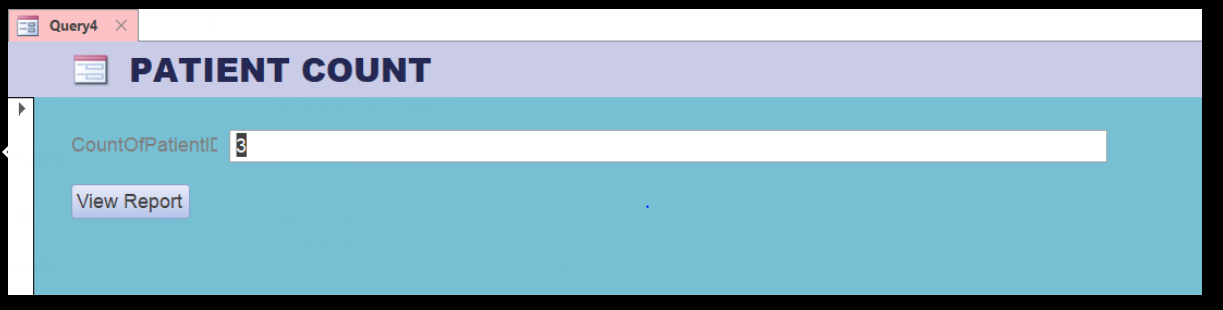 Query4
PATIENT COUNT
CountOfPatientID 3
View Report